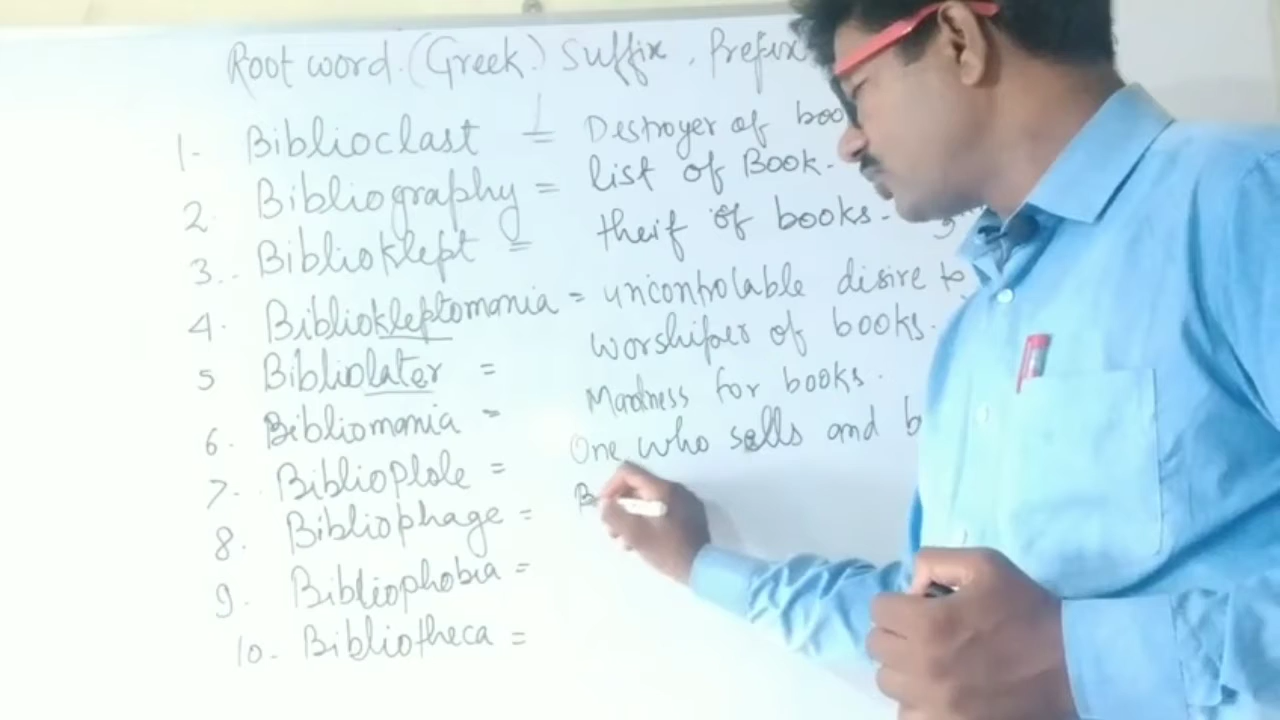 Root word. (Greek.) Suffix, Prefix
1- Biblioclast = Destroyer of
2. Bibliography = list of Book.
3.. Biblioklept = theif of books-
4. Bibliokleptomania = uncontrolable disire to
5 Bibliolater = worshiper of books.
6. Bibliomania = Madness for books.
7. Biblioplole = One who sells and
8. Bibliophage =
9. Bibliophobia =
10. Bibliotheca =